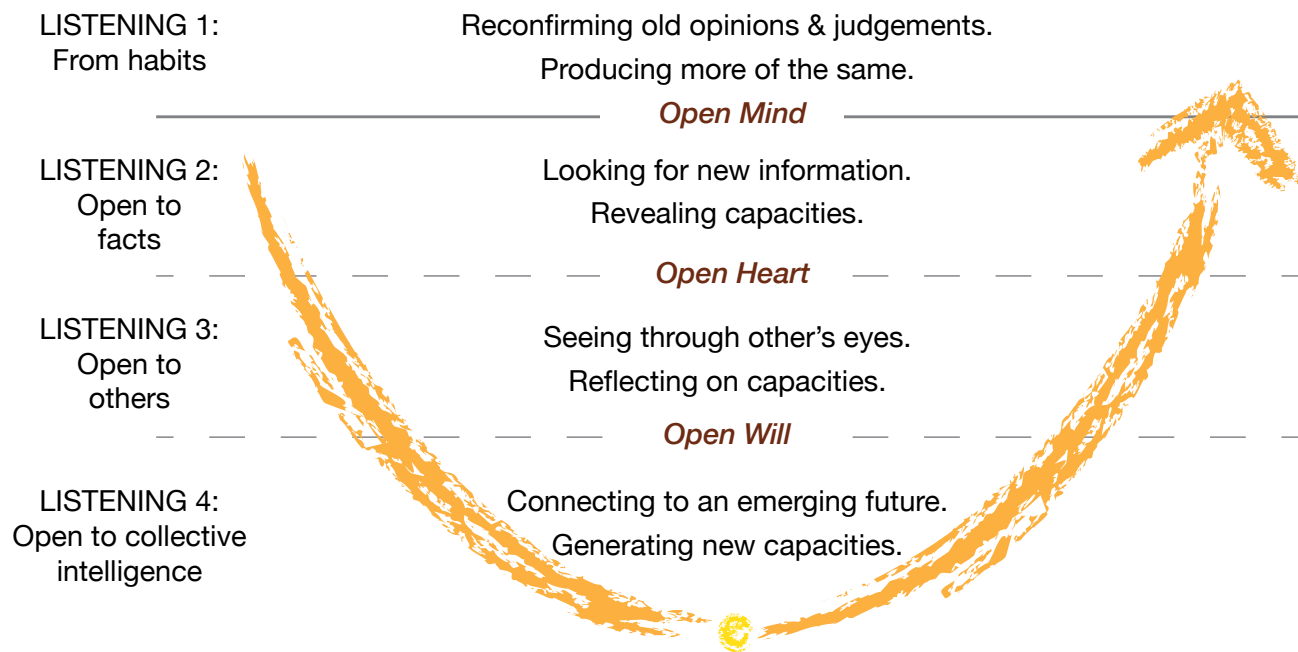 LISTENING 1:
From habits
Reconfirming old opinions & judgements.
Producing more of the same.
Open Mind
LISTENING 2:
Open to
facts
Looking for new information.
Revealing capacities.
Open Heart
LISTENING 3:
Open to
others
Seeing through other's eyes.
Reflecting on capacities.
Open Will
LISTENING 4:
Open to collective
intelligence
Connecting to an emerging future.
Generating new capacities.
e